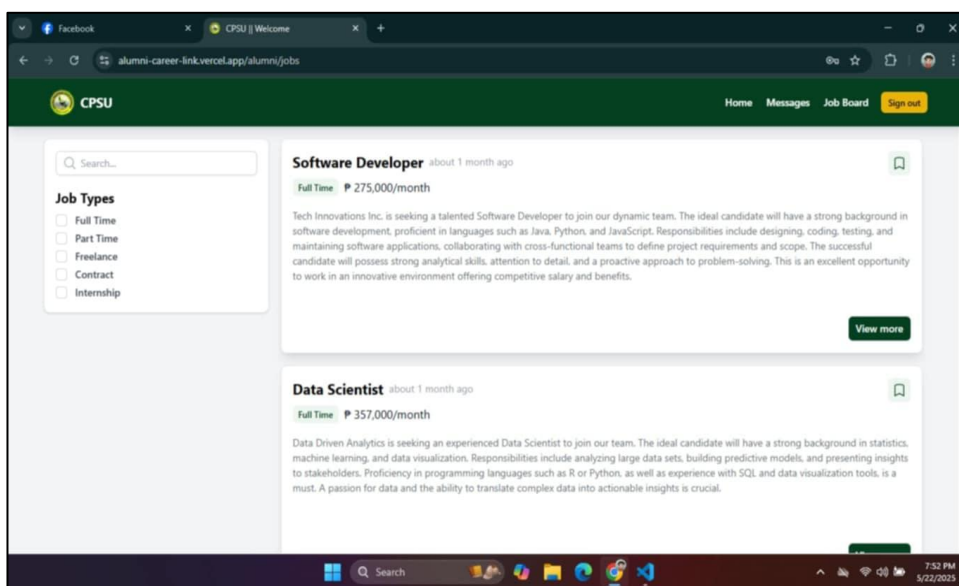 Facebook
CPSU || Welcome
alumni-career-link.vercel.app/alumni/jobs
CPSU
Home Messages Job Board Sign out
Search...
Job Types
Full Time
Part Time
Freelance
Contract
Internship
Software Developer about 1 month ago
Full Time ₱ 275,000/month
Tech Innovations Inc. is seeking a talented Software Developer to join our dynamic team. The ideal candidate will have a strong background in
software development, proficient in languages such as Java, Python, and JavaScript. Responsibilities include designing, coding, testing, and
maintaining software applications, collaborating with cross-functional teams to define project requirements and scope. The successful
candidate will possess strong analytical skills, attention to detail, and a proactive approach to problem-solving. This is an excellent opportunity
to work in an innovative environment offering competitive salary and benefits.
View more
Data Scientist about 1 month ago
Full Time ₱ 357,000/month
Data Driven Analytics is seeking an experienced Data Scientist to join our team. The ideal candidate will have a strong background in statistics,
machine learning, and data visualization. Responsibilities include analyzing large data sets, building predictive models, and presenting insights
to stakeholders. Proficiency in programming languages such as R or Python, as well as experience with SQL and data visualization tools, is a
must. A passion for data and the ability to translate complex data into actionable insights is crucial.
Search
7:52 PM
5/22/2025